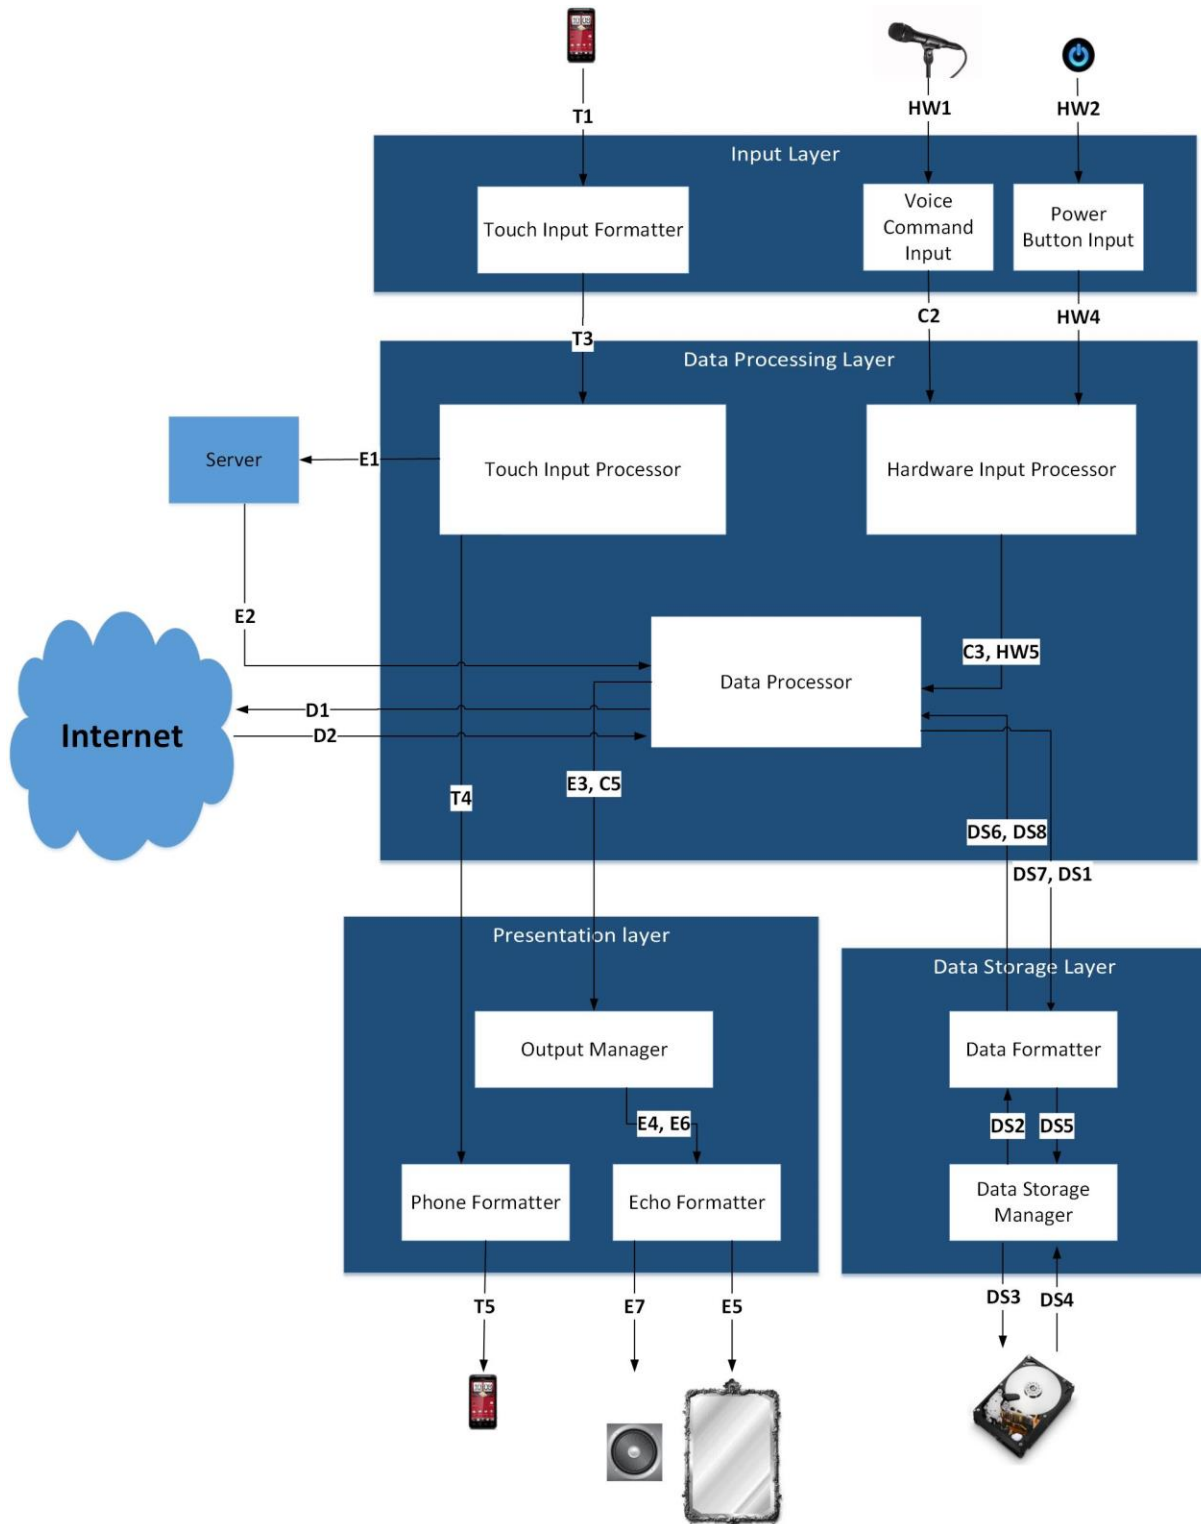 T1
HW1
HW2
Input Layer
Touch Input Formatter
Voice
Command
Input
Power
Button Input
C2
HW4
T3
Data Processing Layer
Server
E1
Touch Input Processor
Hardware Input Processor
E2
C3, HW5
Data Processor
Internet
D1
D2
E3, C5
T4
DS6, DS8
DS7, DS1
Presentation layer
Data Storage Layer
Output Manager
Data Formatter
E4, E6
DS2
DS5
Phone Formatter
Echo Formatter
Data Storage
Manager
T5
E7
E5
DS3
DS4